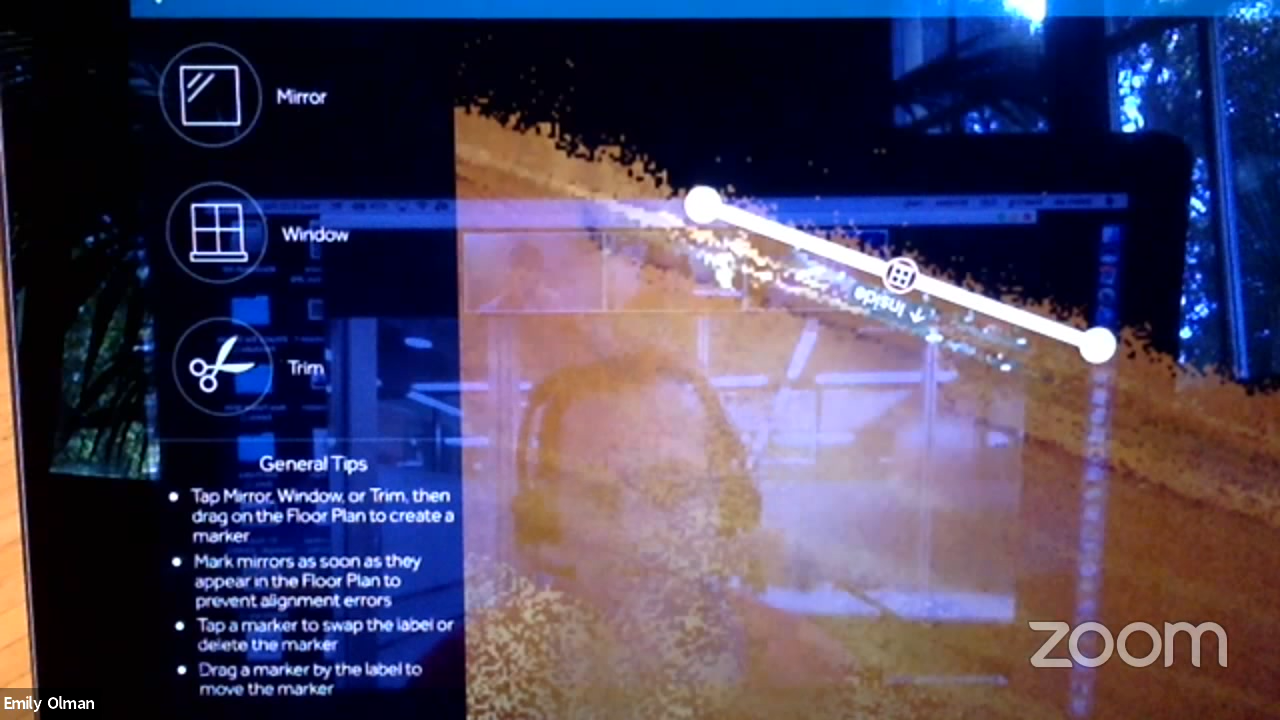 Mirror
Window
↑ Inside
Trim
General Tips
• Tap Mirror, Window, or Trim, then
drag on the Floor Plan to create a
marker
• Mark mirrors as soon as they
appear in the Floor Plan to
prevent alignment errors
• Tap a marker to swap the label or
delete the marker
• Drag a marker by the label to
move the marker
zoom
Emily Olman